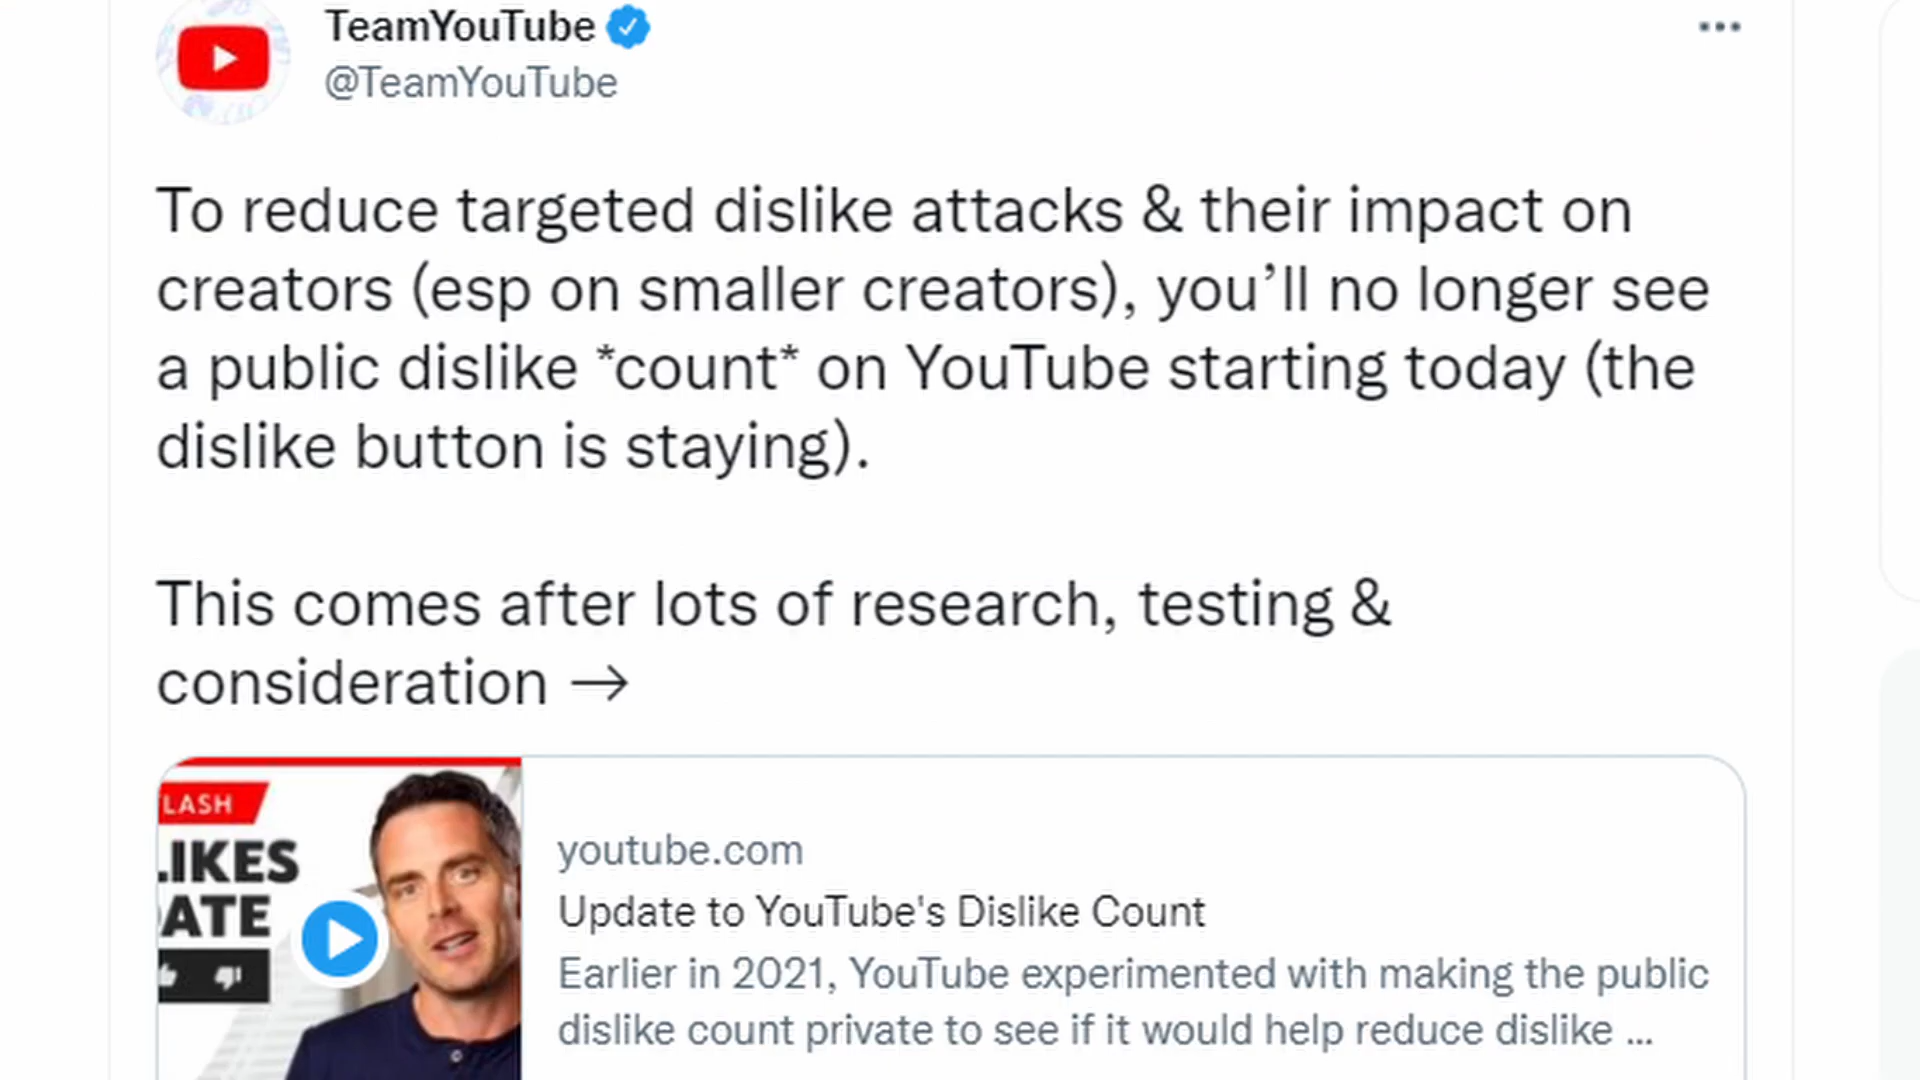 TeamYouTube
@TeamYouTube
To reduce targeted dislike attacks & their impact on
creators (esp on smaller creators), you’ll no longer see
a public dislike *count* on YouTube starting today (the
dislike button is staying).
This comes after lots of research, testing &
consideration →
LASH
LIKES
ATE
youtube.com
Update to YouTube's Dislike Count
Earlier in 2021, YouTube experimented with making the public
dislike count private to see if it would help reduce dislike ...